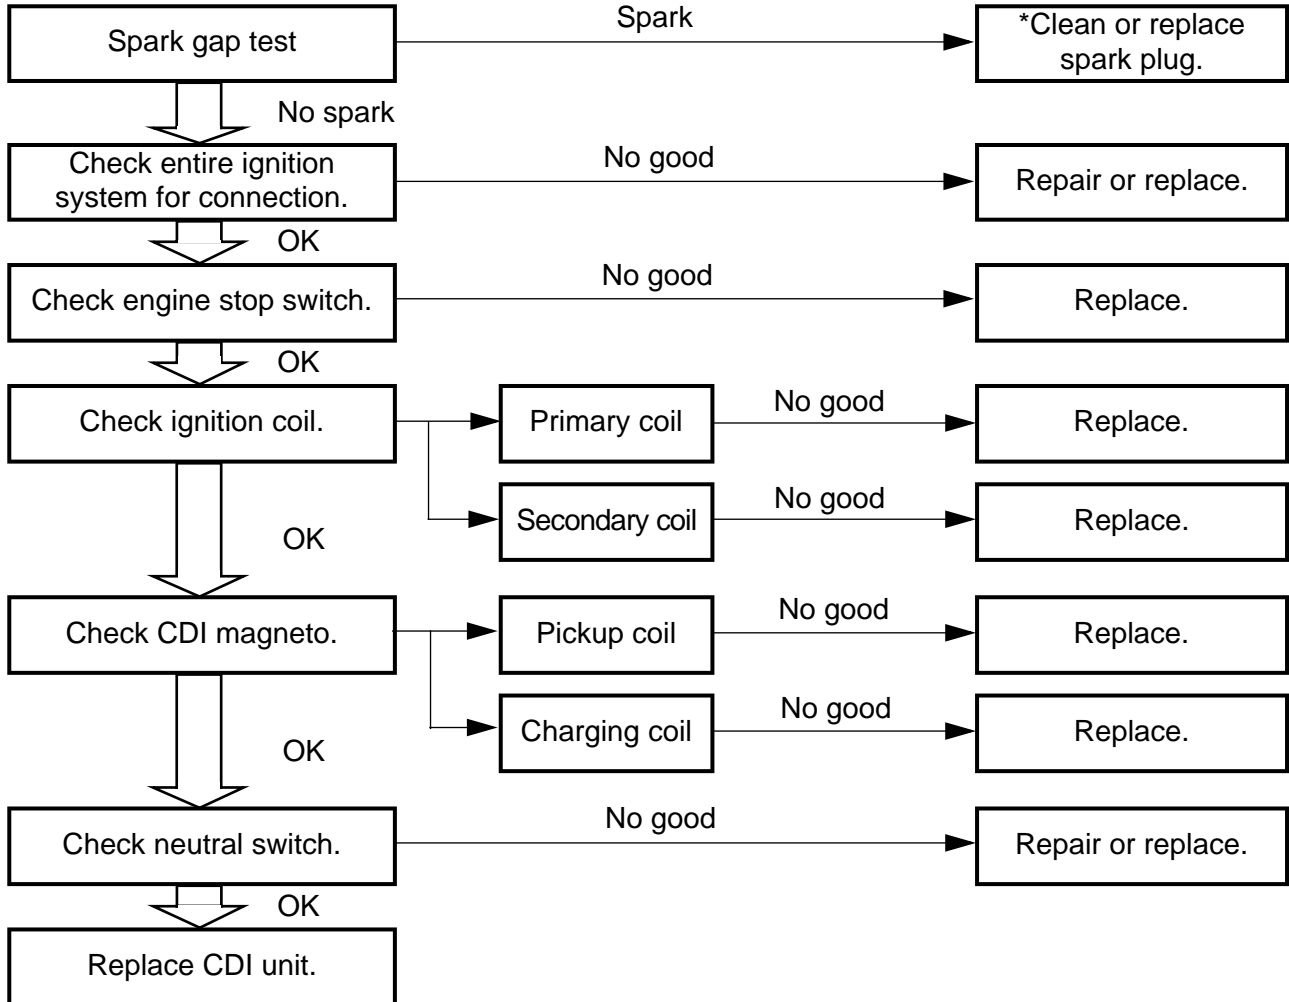 Spark gap test
Spark
*Clean or replace
spark plug.
No spark
Check entire ignition
system for connection.
No good
Repair or replace.
OK
Check engine stop switch.
No good
Replace.
OK
Check ignition coil.
Primary coil
No good
Replace.
Secondary coil
No good
Replace.
OK
Check CDI magneto.
Pickup coil
No good
Replace.
Charging coil
No good
Replace.
OK
Check neutral switch.
No good
Repair or replace.
OK
Replace CDI unit.